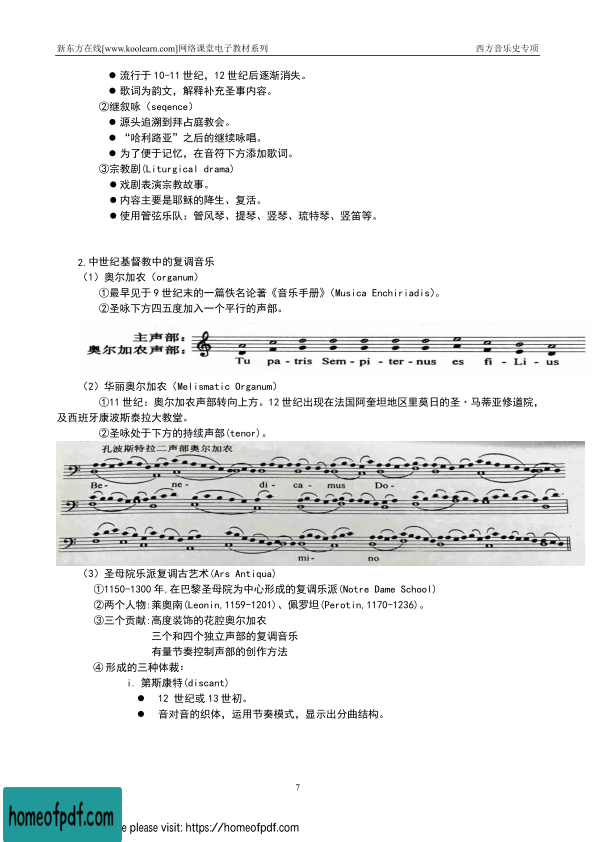 新东方在线[www.koolearn.com]网络课堂电子教材系列 西方音乐史专项
● 流行于 10-11 世纪，12 世纪后逐渐消失。
● 歌词为韵文，解释补充圣事内容。
②继叙咏（seqence）
● 源头追溯到拜占庭教会。
● “哈利路亚”之后的继续咏唱。
● 为了便于记忆，在音符下方添加歌词。
③宗教剧(Liturgical drama)
● 戏剧表演宗教故事。
● 内容主要是耶稣的降生、复活。
● 使用管弦乐队：管风琴、提琴、竖琴、琉特琴、竖笛等。
2.中世纪基督教中的复调音乐
（1）奥尔加农（organum）
①最早见于 9 世纪末的一篇佚名论著《音乐手册》（Musica Enchiriadis）。
②圣咏下方四五度加入一个平行的声部。
主声部：
奥尔加农声部：
Tu pa-tris Sem-pi-ter-nus es fi-Li-us
（2）华丽奥尔加农（Melismatic Organum）
①11 世纪：奥尔加农声部转向上方。12 世纪出现在法国阿奎坦地区里莫日的圣·马蒂亚修道院，
及西班牙康波斯泰拉大教堂。
②圣咏处于下方的持续声部(tenor)。
孔波斯特拉二声部奥尔加农
Be- ne- di- ca- mus Do-
mi- no
（3）圣母院乐派复调古艺术(Ars Antiqua)
①1150-1300 年,在巴黎圣母院为中心形成的复调乐派(Notre Dame School)
②两个人物:莱奥南(Leonin,1159-1201)、佩罗坦(Perotin,1170-1236)。
③三个贡献:高度装饰的花腔奥尔加农
三个和四个独立声部的复调音乐
有量节奏控制声部的创作方法
④形成的三种体裁：
i. 第斯康特(discant)
● 12 世纪或 13 世初。
● 音对音的织体，运用节奏模式，显示出分曲结构。
7
homeofpdf.com
e please visit: https://homeofpdf.com